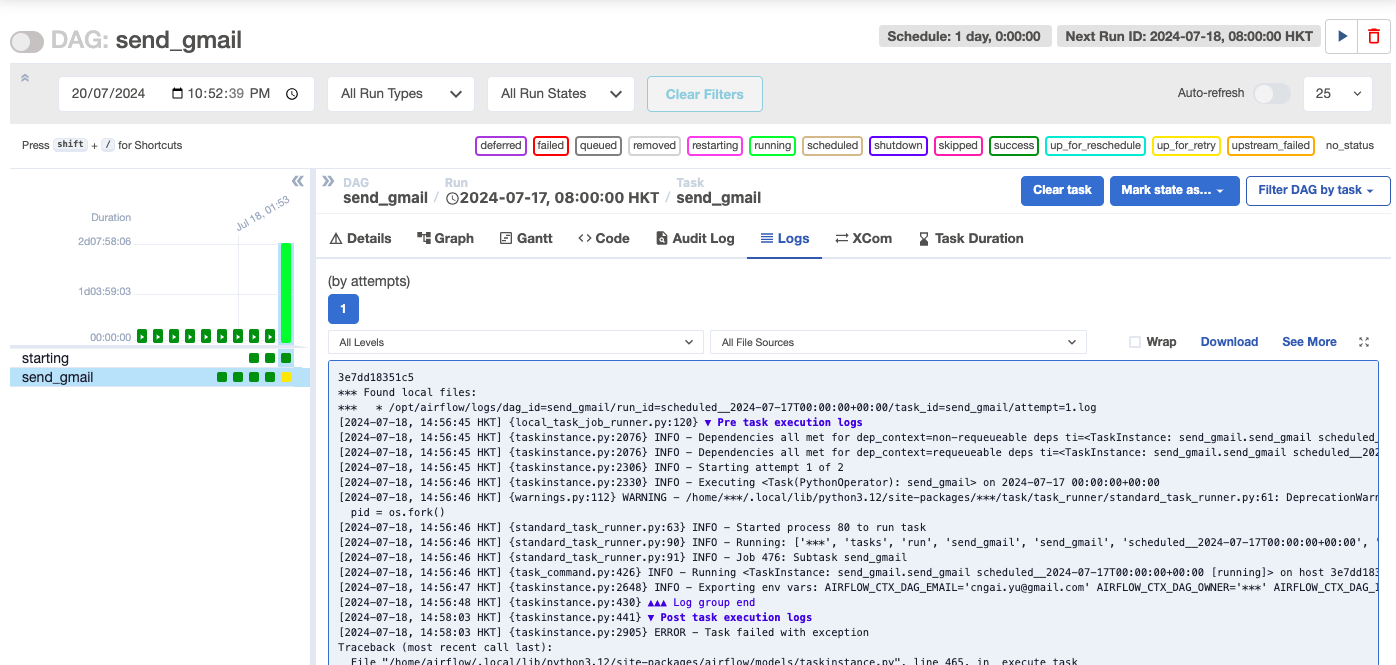 DAG: send_gmail
Schedule: 1 day, 0:00:00
Next Run ID: 2024-07-18, 08:00:00 HKT
20/07/2024 10:52:39 PM
All Run Types
All Run States
Clear Filters
Auto-refresh
25
Press shift + / for Shortcuts
deferred failed queued removed restarting running scheduled shutdown skipped success up_for_reschedule up_for_retry upstream_failed no_status
Jul 18, 01:53
Duration
2d07:58:06
1d03:59:03
00:00:00
starting
send_gmail
DAG Run Task
send_gmail / 2024-07-17, 08:00:00 HKT / send_gmail
Clear task
Mark state as...
Filter DAG by task
Details Graph Gantt Code Audit Log Logs XCom Task Duration
(by attempts)
1
All Levels
All File Sources
Wrap
Download
See More
3e7dd18351c5
*** Found local files:
***   * /opt/airflow/logs/dag_id=send_gmail/run_id=scheduled__2024-07-17T00:00:00+00:00/task_id=send_gmail/attempt=1.log
[2024-07-18, 14:56:45 HKT] {local_task_job_runner.py:120} ▼ Pre task execution logs
[2024-07-18, 14:56:45 HKT] {taskinstance.py:2076} INFO - Dependencies all met for dep_context=non-requeueable deps ti=<TaskInstance: send_gmail.send_gmail scheduled_
[2024-07-18, 14:56:45 HKT] {taskinstance.py:2076} INFO - Dependencies all met for dep_context=requeueable deps ti=<TaskInstance: send_gmail.send_gmail scheduled__202
[2024-07-18, 14:56:45 HKT] {taskinstance.py:2306} INFO - Starting attempt 1 of 2
[2024-07-18, 14:56:46 HKT] {taskinstance.py:2330} INFO - Executing <Task(PythonOperator): send_gmail> on 2024-07-17 00:00:00+00:00
[2024-07-18, 14:56:46 HKT] {warnings.py:112} WARNING - /home/***/.local/lib/python3.12/site-packages/***/task/task_runner/standard_task_runner.py:61: DeprecationWar
  pid = os.fork()
[2024-07-18, 14:56:46 HKT] {standard_task_runner.py:63} INFO - Started process 80 to run task
[2024-07-18, 14:56:46 HKT] {standard_task_runner.py:90} INFO - Running: ['***', 'tasks', 'run', 'send_gmail', 'send_gmail', 'scheduled__2024-07-17T00:00:00+00:00', '
[2024-07-18, 14:56:46 HKT] {standard_task_runner.py:91} INFO - Job 476: Subtask send_gmail
[2024-07-18, 14:56:46 HKT] {task_command.py:426} INFO - Running <TaskInstance: send_gmail.send_gmail scheduled__2024-07-17T00:00:00+00:00 [running]> on host 3e7dd183
[2024-07-18, 14:56:47 HKT] {taskinstance.py:2648} INFO - Exporting env vars: AIRFLOW_CTX_DAG_EMAIL='cngai.yu@gmail.com' AIRFLOW_CTX_DAG_OWNER='***' AIRFLOW_CTX_DAG_I
[2024-07-18, 14:56:48 HKT] {taskinstance.py:430} ▲▲▲ Log group end
[2024-07-18, 14:58:03 HKT] {taskinstance.py:441} ▼ Post task execution logs
[2024-07-18, 14:58:03 HKT] {taskinstance.py:2905} ERROR - Task failed with exception
Traceback (most recent call last):
  File "/home/airflow/.local/lib/python3.12/site-packages/airflow/models/taskinstance.py", line 465, in _execute_task